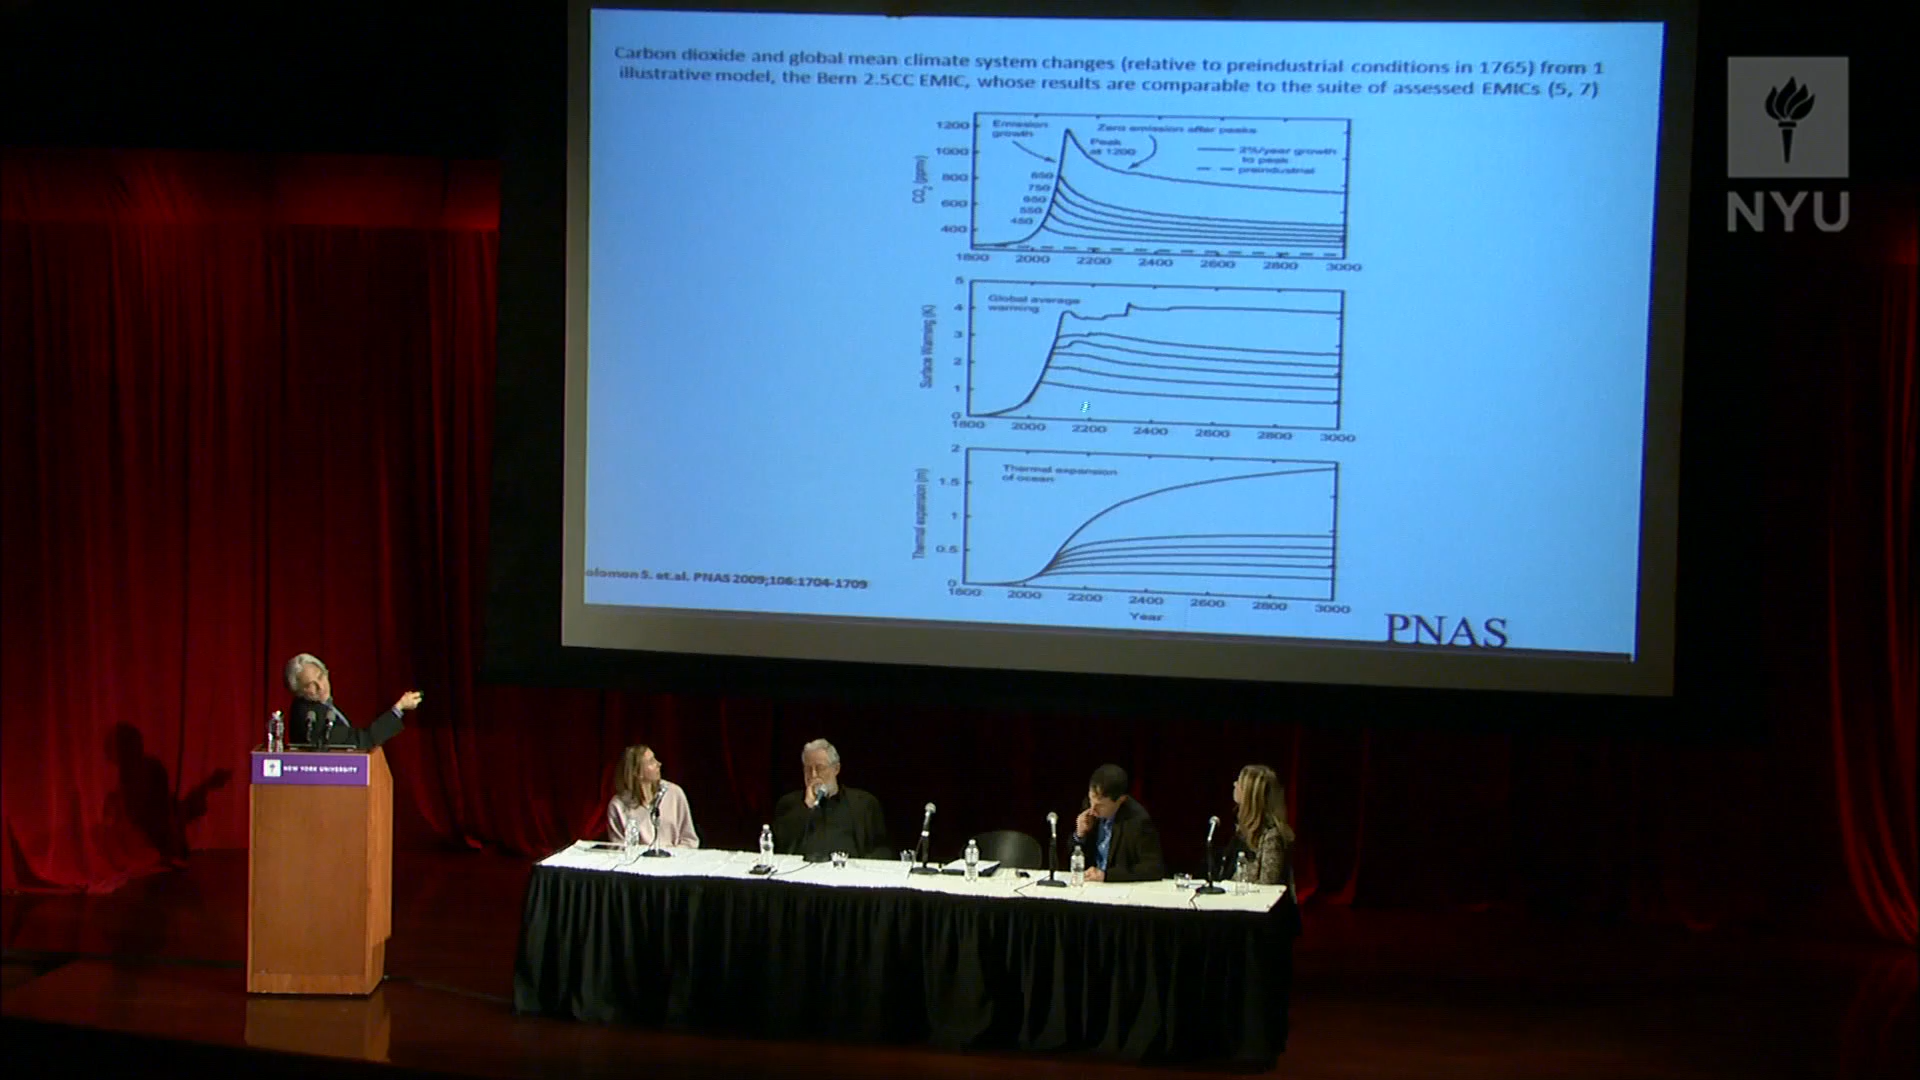 Carbon dioxide and global mean climate system changes (relative to preindustrial conditions in 1765) from 1
illustrative model, the Bern 2.5CC EMIC, whose results are comparable to the suite of assessed EMICs (5, 7)
NYU
Emission
growth
Zero emission after peaks
Peak
at 1200
2%/year growth
to peak
preindustrial
CO2 (ppmv)
1200
1000
800
600
400
850
750
650
550
450
1800 2000 2200 2400 2600 2800 3000
Global average
warming
Surface Warming (K)
5
4
3
2
1
0
1800 2000 2200 2400 2600 2800 3000
Thermal expansion
of ocean
Thermal expansion (m)
2
1.5
1
0.5
0
1800 2000 2200 2400 2600 2800 3000
Year
olomon S. et.al. PNAS 2009;106:1704-1709
PNAS
NEW YORK UNIVERSITY